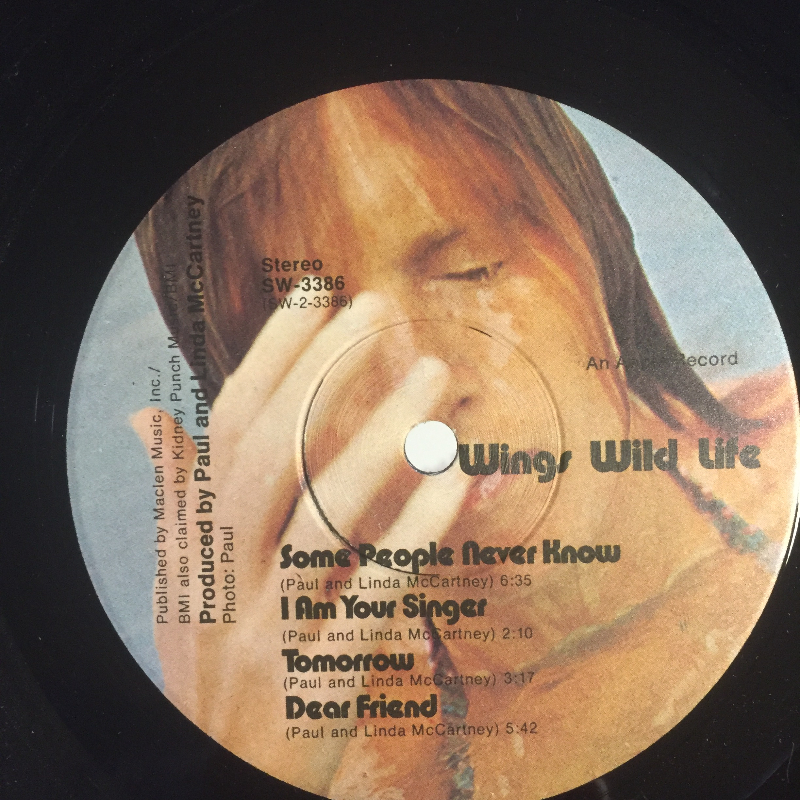 Stereo
SW-3386
(SW-2-3386)
An Apple Record
Wings Wild Life
Some People Never Know
(Paul and Linda McCartney) 6:35
I Am Your Singer
(Paul and Linda McCartney) 2:10
Tomorrow
(Paul and Linda McCartney) 3:17
Dear Friend
(Paul and Linda McCartney) 5:42
Published by Maclen Music, Inc./
BMI also claimed by Kidney Punch Music/BMI
Produced by Paul and Linda McCartney
Photo: Paul